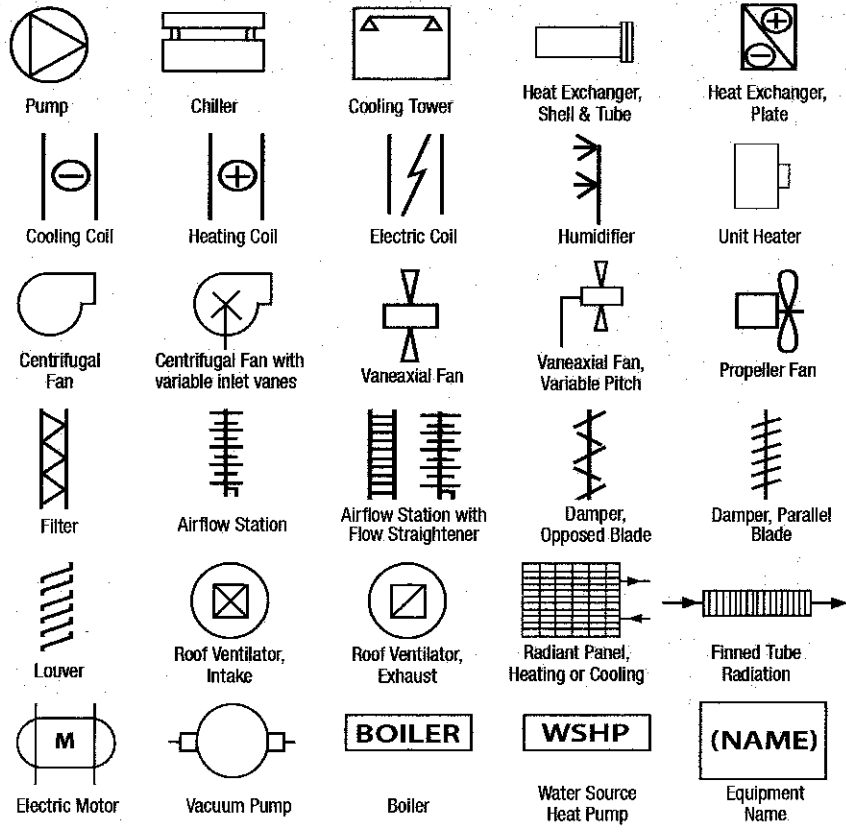 Pump
Chiller
Cooling Tower
Heat Exchanger,
Shell & Tube
Heat Exchanger,
Plate
Cooling Coil
Heating Coil
Electric Coil
Humidifier
Unit Heater
Centrifugal
Fan
Centrifugal Fan with
variable inlet vanes
Vaneaxial Fan
Vaneaxial Fan,
Variable Pitch
Propeller Fan
Filter
Airflow Station
Airflow Station with
Flow Straightener
Damper,
Opposed Blade
Damper, Parallel
Blade
Louver
Roof Ventilator,
Intake
Roof Ventilator,
Exhaust
Radiant Panel,
Heating or Cooling
Finned Tube
Radiation
M
Electric Motor
Vacuum Pump
BOILER
Boiler
WSHP
Water Source
Heat Pump
(NAME)
Equipment
Name